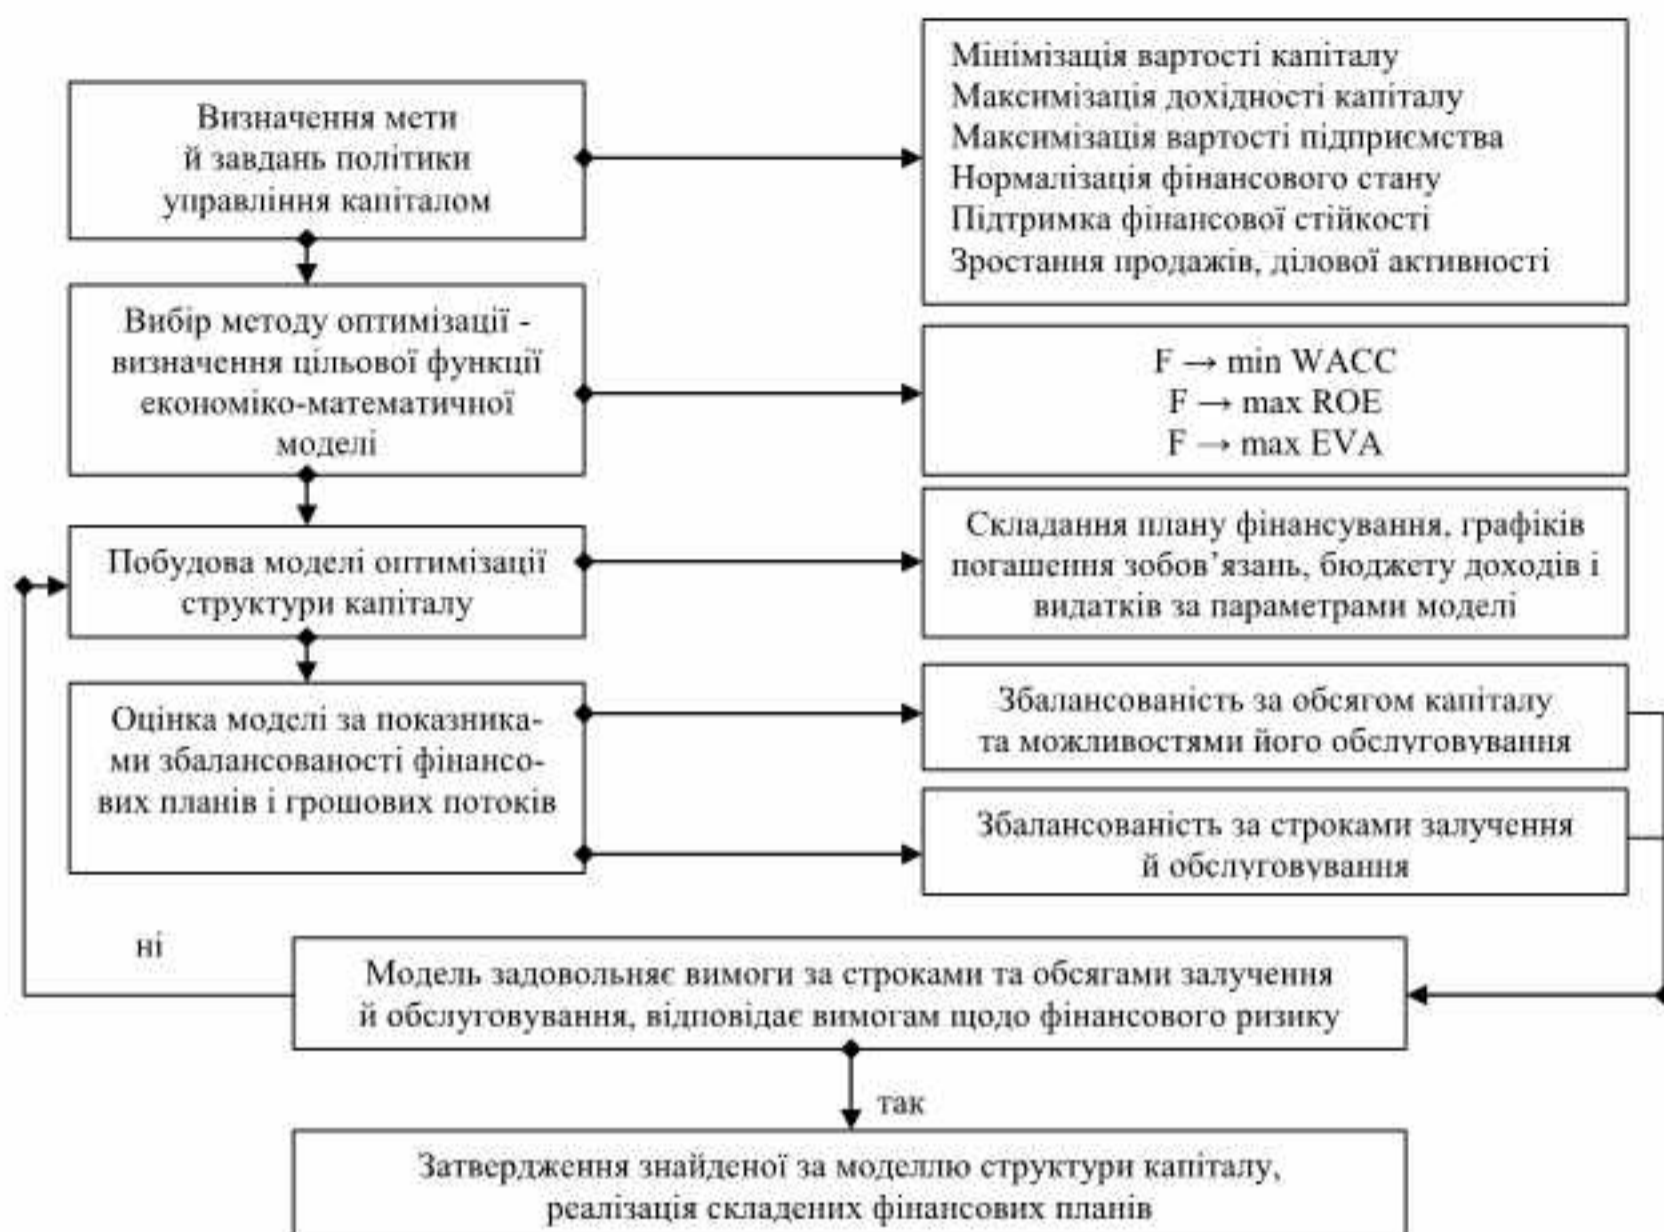 Визначення мети
й завдань політики
управління капіталом
Мінімізація вартості капіталу
Максимізація дохідності капіталу
Максимізація вартості підприємства
Нормалізація фінансового стану
Підтримка фінансової стійкості
Зростання продажів, ділової активності
Вибір методу оптимізації -
визначення цільової функції
економіко-математичної
моделі
F → min WACC
F → max ROE
F → max EVA
Побудова моделі оптимізації
структури капіталу
Складання плану фінансування, графіків
погашення зобов’язань, бюджету доходів і
видатків за параметрами моделі
Оцінка моделі за показника-
ми збалансованості фінансо-
вих планів і грошових потоків
Збалансованість за обсягом капіталу
та можливостями його обслуговування
Збалансованість за строками залучення
й обслуговування
ні
Модель задовольняє вимоги за строками та обсягами залучення
й обслуговування, відповідає вимогам щодо фінансового ризику
так
Затвердження знайденої за моделлю структури капіталу,
реалізація складених фінансових планів